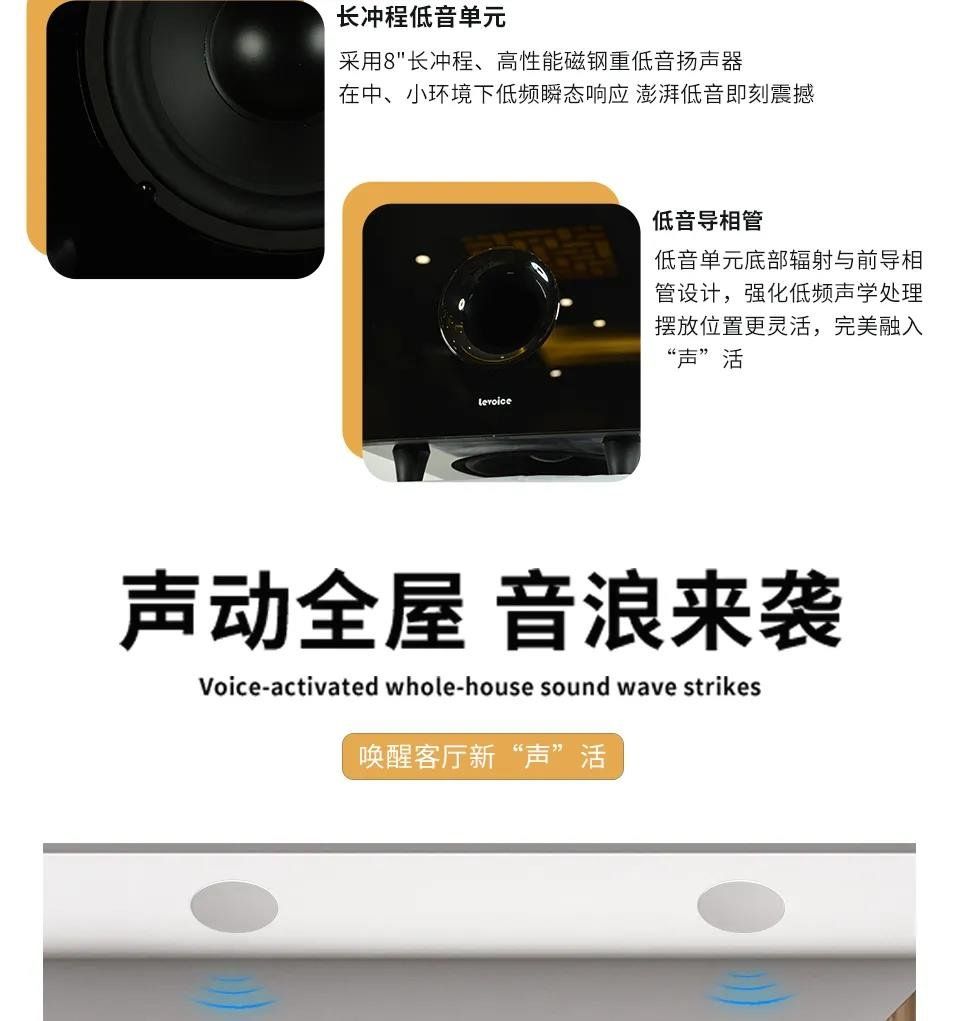 长冲程低音单元
采用8"长冲程、高性能磁钢重低音扬声器
在中、小环境下低频瞬态响应 澎湃低音即刻震撼
低音导相管
低音单元底部辐射与前导相
管设计，强化低频声学处理
摆放位置更灵活，完美融入
“声”活
levoice
声动全屋 音浪来袭
Voice-activated whole-house sound wave strikes
唤醒客厅新“声”活